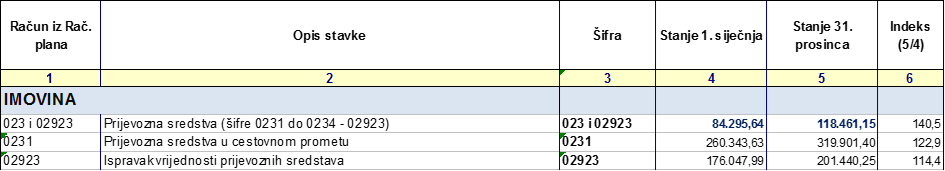 Račun iz Rač. plana Opis stavke Šifra Stanje 1. siječnja Stanje 31. prosinca Indeks (5/4)
1 2 3 4 5 6
IMOVINA
023 i 02923 Prijevozna sredstva (šifre 0231 do 0234 - 02923) 023 i 02923 84.295,64 118.461,15 140,5
0231 Prijevozna sredstva u cestovnom prometu 0231 260.343,63 319.901,40 122,9
02923 Ispravak vrijednosti prijevoznih sredstava 02923 176.047,99 201.440,25 114,4